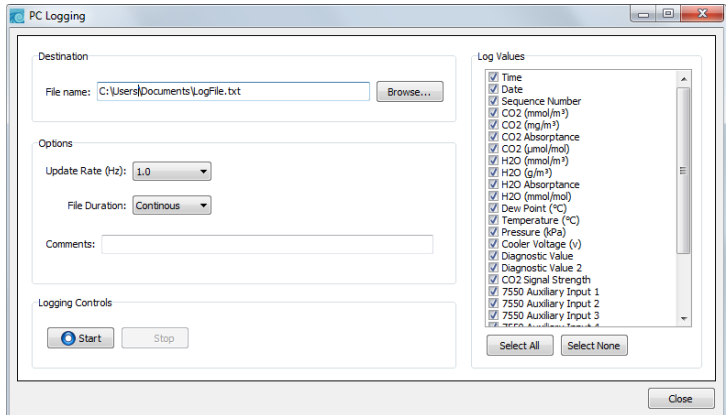 PC Logging
Destination
File name: C:\Users\Documents\LogFile.txt Browse...
Options
Update Rate (Hz): 1.0
File Duration: Continous
Comments:
Logging Controls
Start Stop
Log Values
Time
Date
Sequence Number
CO2 (mmol/m³)
CO2 (mg/m³)
CO2 Absorptance
CO2 (μmol/mol)
H2O (mmol/m³)
H2O (g/m³)
H2O Absorptance
H2O (mmol/mol)
Dew Point (°C)
Temperature (°C)
Pressure (kPa)
Cooler Voltage (v)
Diagnostic Value
Diagnostic Value 2
CO2 Signal Strength
7550 Auxiliary Input 1
7550 Auxiliary Input 2
7550 Auxiliary Input 3
7550 Auxiliary Input 4
Select All Select None
Close